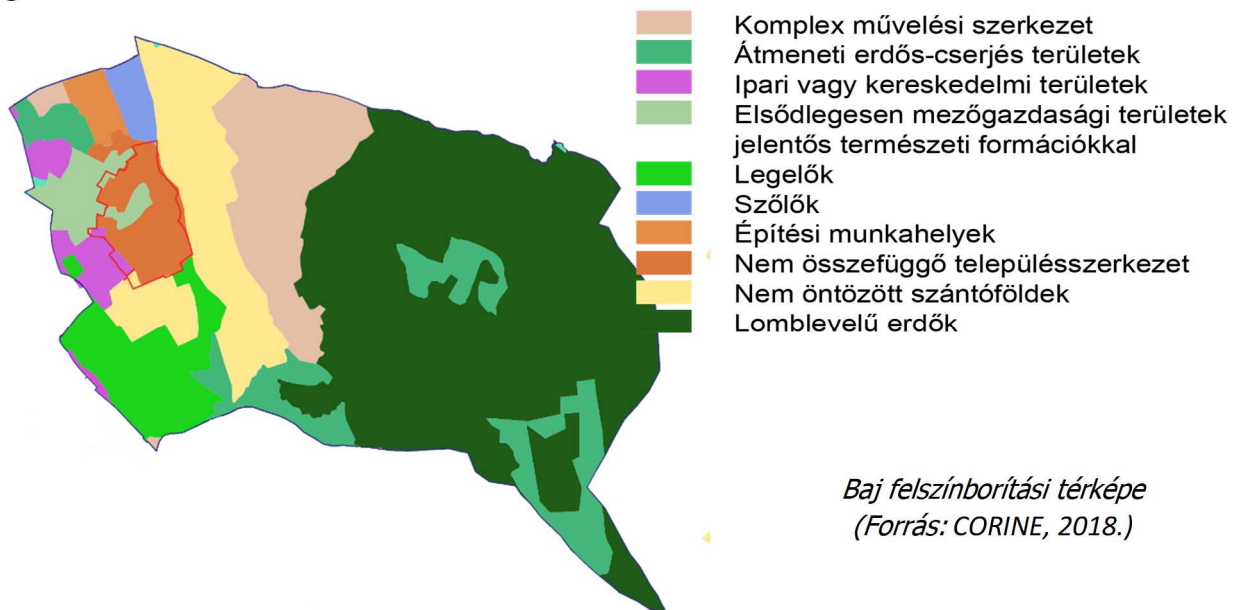 Komplex művelési szerkezet
Átmeneti erdős-cserjés területek
Ipari vagy kereskedelmi területek
Elsődlegesen mezőgazdasági területek
jelentős természeti formációkkal
Legelők
Szőlők
Építési munkahelyek
Nem összefüggő településszerkezet
Nem öntözött szántóföldek
Lomblevelű erdők
Baj felszínborítási térképe
(Forrás: CORINE, 2018.)